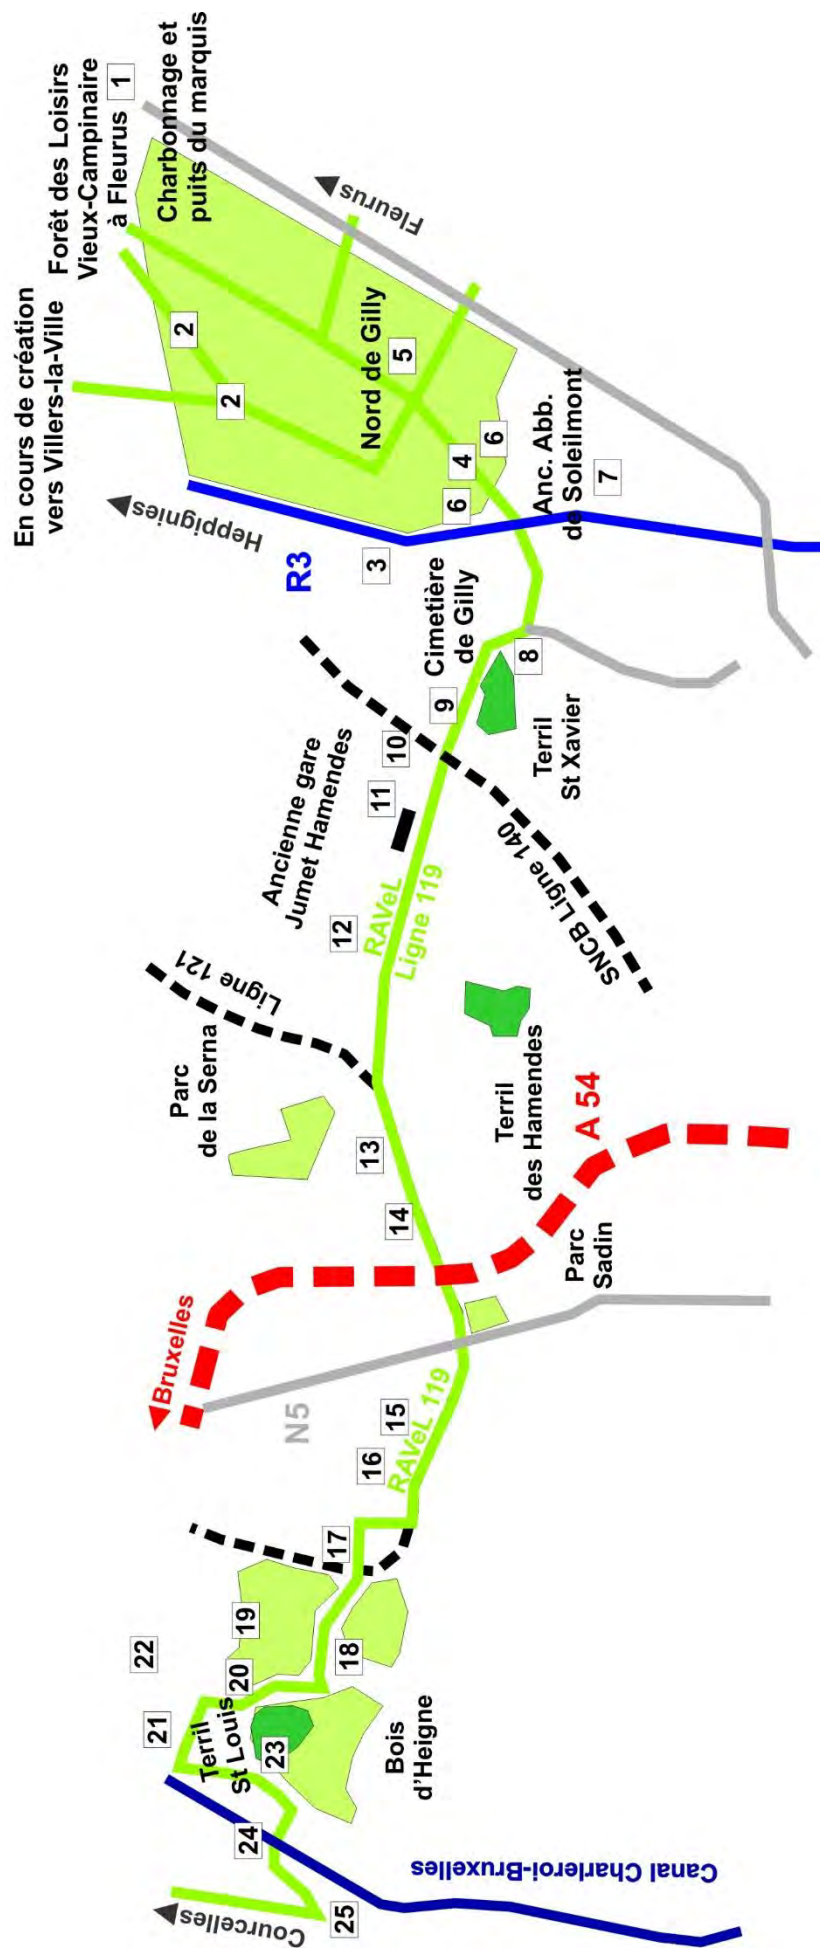 En cours de création
vers Villers-la-Ville
Forêt des Loisirs
Vieux-Campinaire
à Fleurus
1
Charbonnage et
puits du marquis
Heppignies
Fleurus
2
2
R3
3
Nord de Gilly
5
4
6
6
Anc. Abb.
de Soleilmont
7
Cimetière
de Gilly
8
9
Terril
St Xavier
10
11
Ancienne gare
Jumet Hamendes
12
RAVeL
Ligne 119
SNCB Ligne 140
Ligne 121
Parc
de la Serna
13
14
Terril
des Hamendes
A 54
Parc
Sadin
Bruxelles
N5
15
16
RAVeL 119
17
18
19
20
21
22
Terril
St Louis
23
Bois
d'Heigne
24
25
Courcelles
Canal Charleroi-Bruxelles